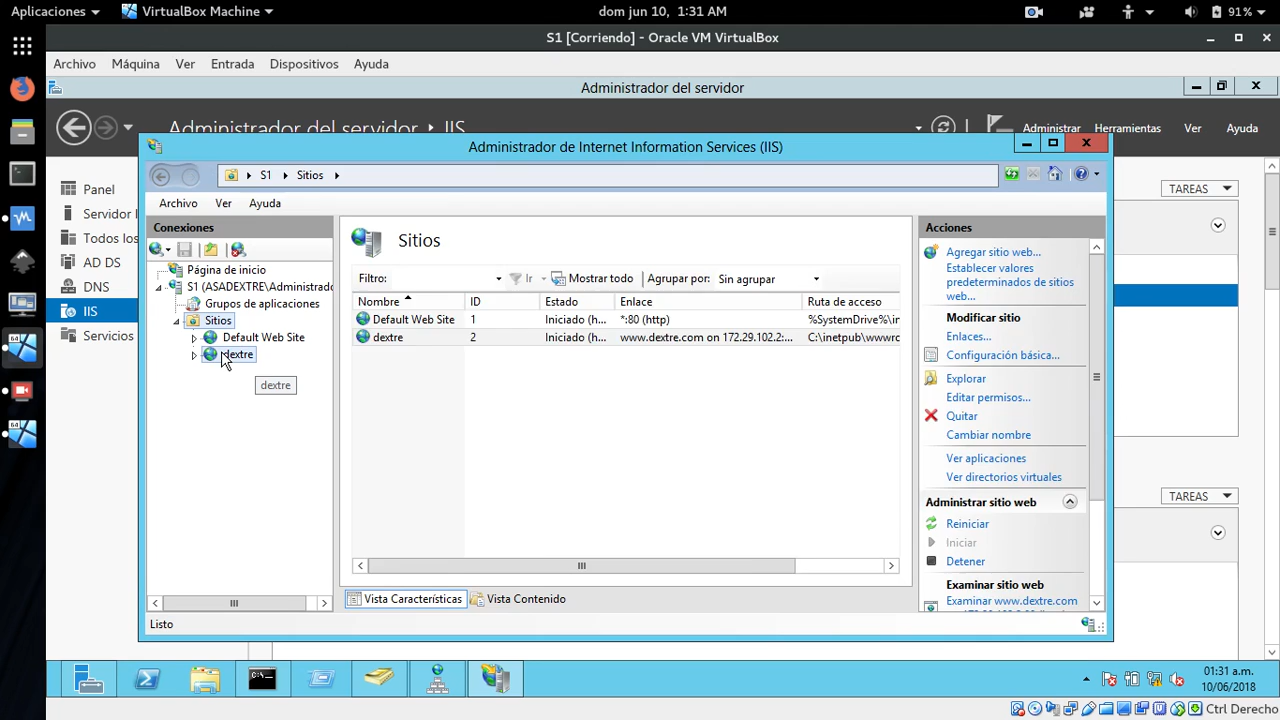 Aplicaciones
VirtualBox Machine
dom jun 10, 1:31 AM
91%
S1 [Corriendo] - Oracle VM VirtualBox
Archivo Máquina Ver Entrada Dispositivos Ayuda
Administrador del servidor
Administrador del servidor
IIS
Administrar Herramientas Ver Ayuda
Panel
Servidor l
Todos los
AD DS
DNS
IIS
Servicios
TAREAS
TAREAS
Administrador de Internet Information Services (IIS)
S1 Sitios
Archivo Ver Ayuda
Conexiones
Página de inicio
S1 (ASADEXTRE\Administrado
Grupos de aplicaciones
Sitios
Default Web Site
dextre
dextre
Sitios
Filtro: Ir Mostrar todo Agrupar por: Sin agrupar
Nombre ID Estado Enlace Ruta de acceso
Default Web Site 1 Iniciado (h... *:80 (http) %SystemDrive%\in
dextre 2 Iniciado (h... www.dextre.com on 172.29.102.2:... C:\inetpub\wwwro
Vista Características Vista Contenido
Acciones
Agregar sitio web...
Establecer valores
predeterminados de sitios
web...
Modificar sitio
Enlaces...
Configuración básica...
Explorar
Editar permisos...
Quitar
Cambiar nombre
Ver aplicaciones
Ver directorios virtuales
Administrar sitio web
Reiniciar
Iniciar
Detener
Examinar sitio web
Examinar www.dextre.com
Listo
01:31 a.m.
10/06/2018
Ctrl Derecho